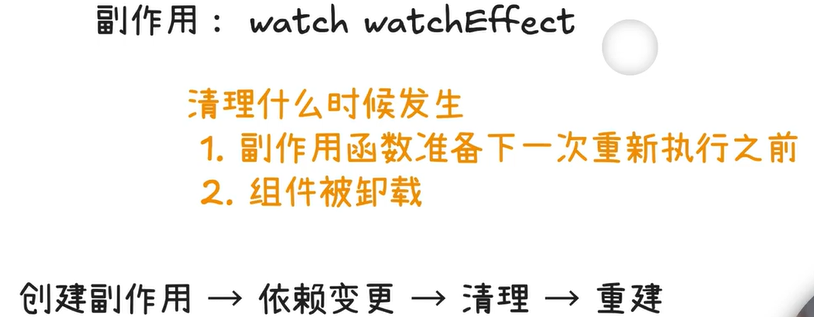 副作用： watch watchEffect
清理什么时候发生
1. 副作用函数准备下一次重新执行之前
2. 组件被卸载
创建副作用 → 依赖变更 → 清理 → 重建